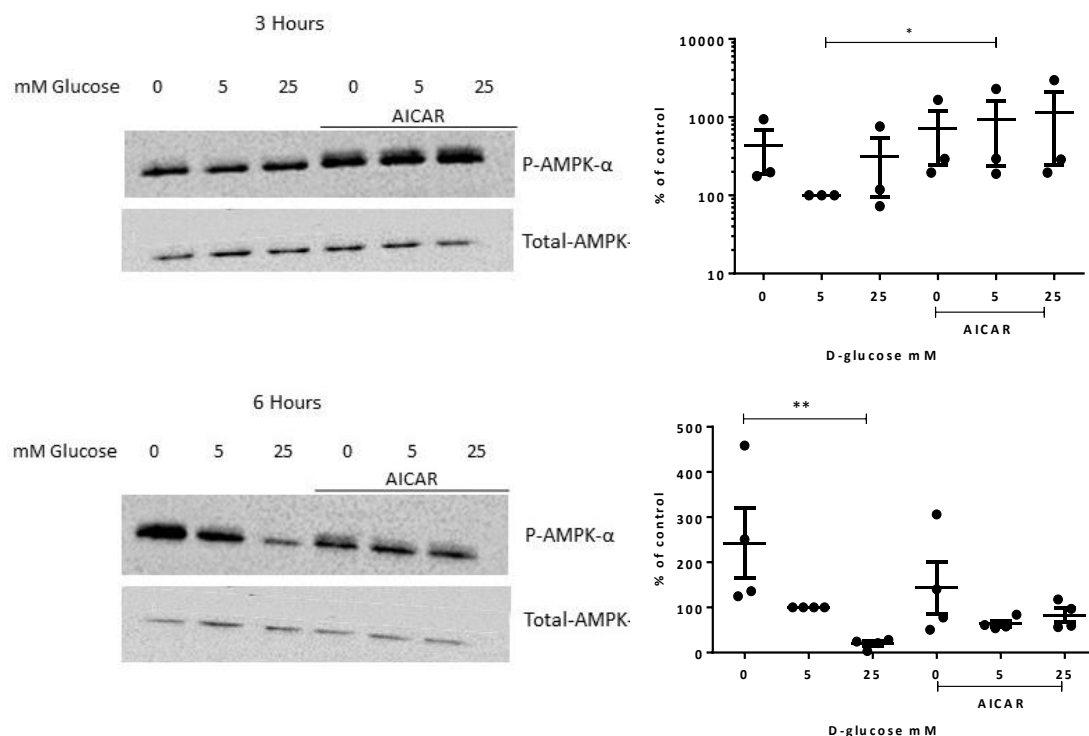 3 Hours
mM Glucose 0 5 25 0 5 25
AICAR
P-AMPK-α
Total-AMPK-
*
10000
1000
100
10
% of control
0 5 25 0 5 25
AICAR
D-glucose mM
6 Hours
mM Glucose 0 5 25 0 5 25
AICAR
P-AMPK-α
Total-AMPK-
**
500
400
300
200
100
0
% of control
0 5 25 0 5 25
AICAR
D-glucose mM